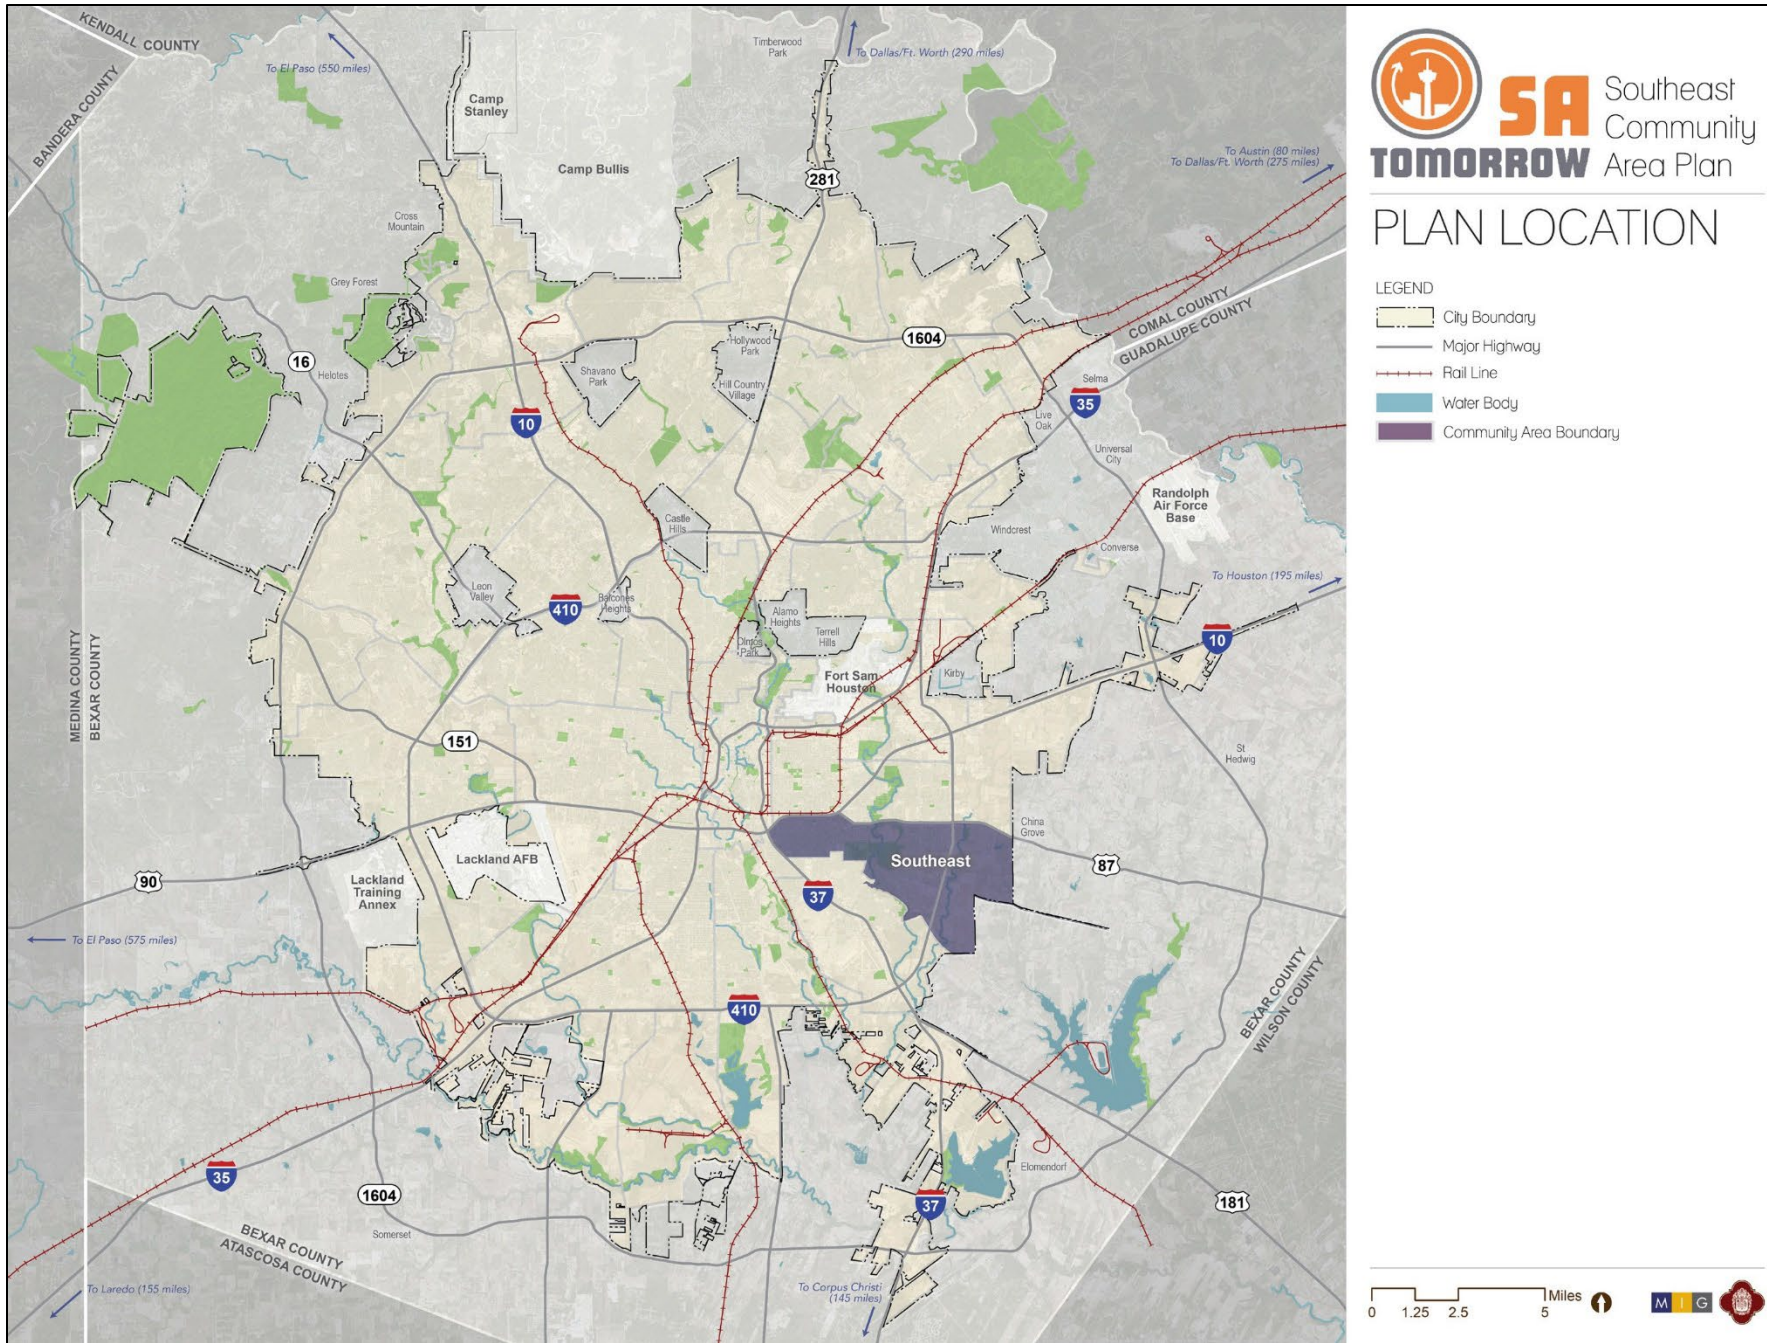 KENDALL COUNTY
BANDERA COUNTY
To El Paso (550 miles)
Timberwood
Park
To Dallas/Ft. Worth (290 miles)
Camp
Stanley
Camp Bullis
281
To Austin (80 miles)
To Dallas/Ft. Worth (275 miles)
Cross
Mountain
Grey Forest
COMAL COUNTY
GUADALUPE COUNTY
16
Helotes
1604
Hollywood
Park
Shavano
Park
Hill Country
Village
Selma
35
10
Live
Oak
Universal
City
Randolph
Air Force
Base
Castle
Hills
Windcrest
Converse
To Houston (195 miles)
Leon
Valley
410
Balcones
Heights
Alamo
Heights
Terrell
Hills
Olmos
Park
10
Fort Sam
Houston
Kirby
MEDINA COUNTY
BEXAR COUNTY
151
St
Hedwig
China
Grove
Lackland AFB
Southeast
87
90
Lackland
Training
Annex
37
To El Paso (575 miles)
410
BEXAR COUNTY
WILSON COUNTY
35
1604
Somerset
Elomendorf
37
181
BEXAR COUNTY
ATASCOSA COUNTY
To Laredo (155 miles)
To Corpus Christi
(145 miles)
SA
TOMORROW
Southeast
Community
Area Plan
PLAN LOCATION
LEGEND
City Boundary
Major Highway
Rail Line
Water Body
Community Area Boundary
Miles
0 1.25 2.5 5
M I G